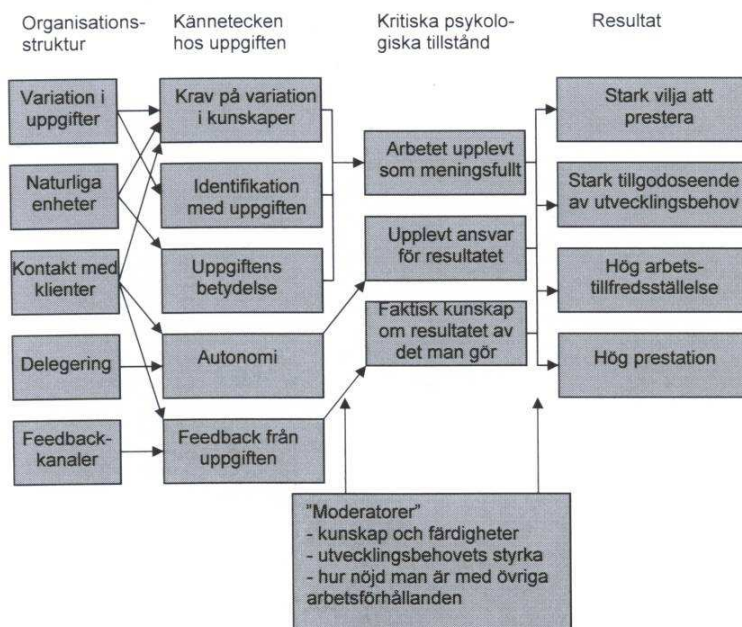 Organisations-
struktur
Kännetecken
hos uppgiften
Kritiska psykolo-
giska tillstånd
Resultat
Variation i
uppgifter
Naturliga
enheter
Kontakt med
klienter
Delegering
Feedback-
kanaler
Krav på variation
i kunskaper
Identifikation
med uppgiften
Uppgiftens
betydelse
Autonomi
Feedback från
uppgiften
Arbetet upplevt
som meningsfullt
Upplevt ansvar
för resultatet
Faktisk kunskap
om resultatet av
det man gör
Stark vilja att
prestera
Stark tillgodoseende
av utvecklingsbehov
Hög arbets-
tillfredsställelse
Hög prestation
"Moderatorer"
- kunskap och färdigheter
- utvecklingsbehovets styrka
- hur nöjd man är med övriga
arbetsförhållanden